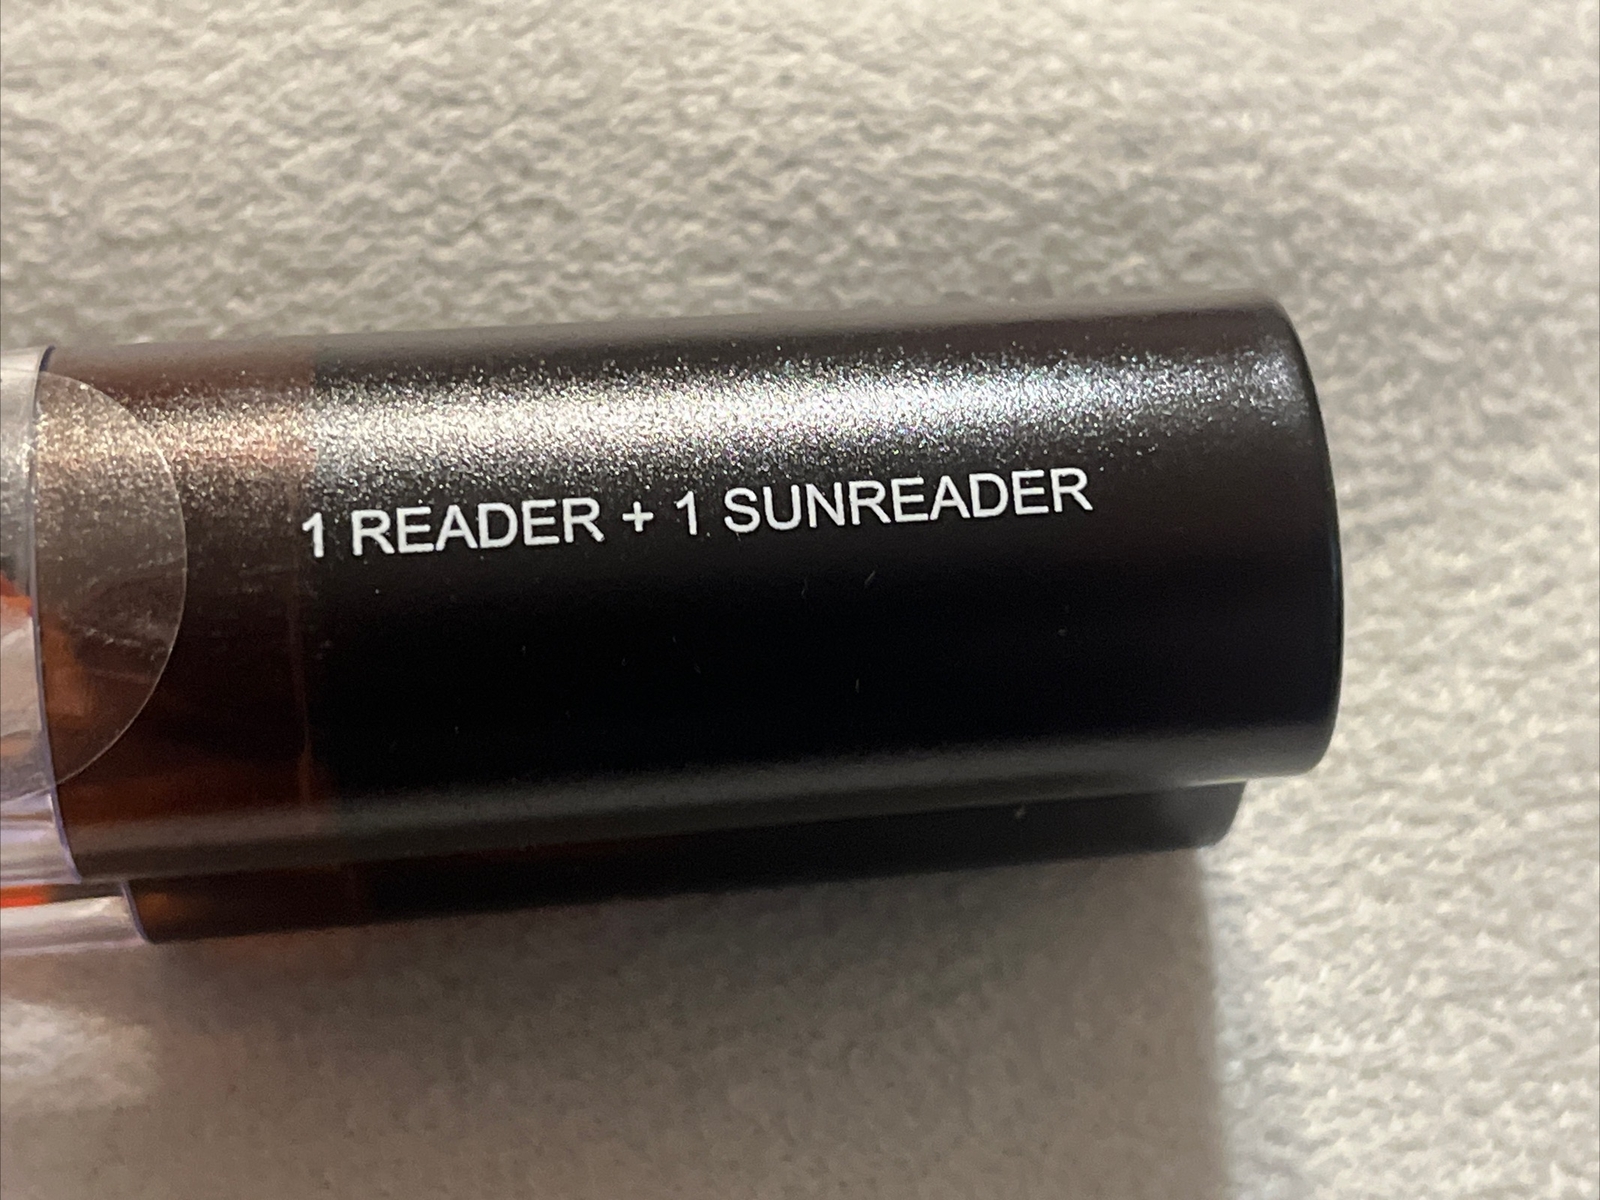 1 READER + 1 SUNREADER